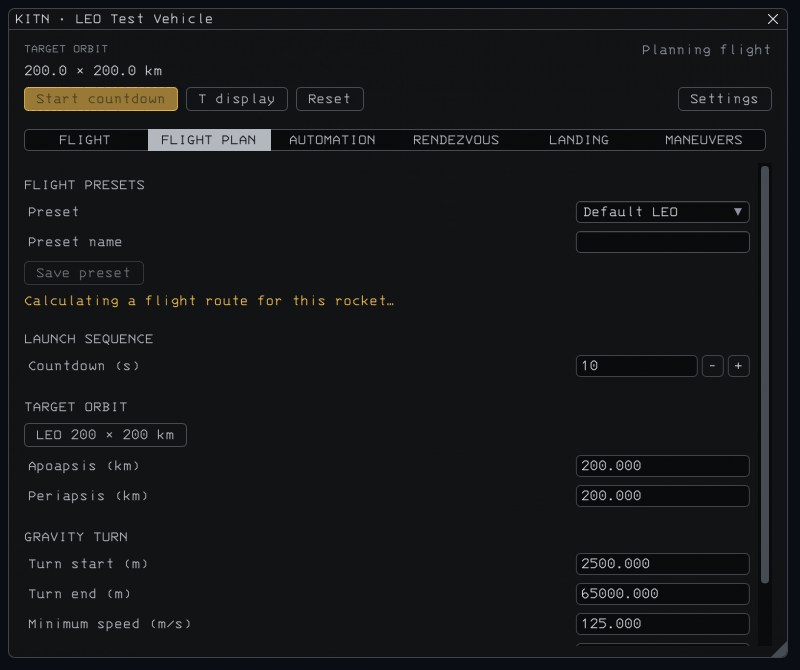 KITN · LEO Test Vehicle
TARGET ORBIT
Planning flight
200.0 × 200.0 km
Start countdown T display Reset Settings
FLIGHT FLIGHT PLAN AUTOMATION RENDEZVOUS LANDING MANEUVERS
FLIGHT PRESETS
Preset Default LEO
Preset name
Save preset
Calculating a flight route for this rocket…
LAUNCH SEQUENCE
Countdown (s) 10 - +
TARGET ORBIT
LEO 200 × 200 km
Apoapsis (km) 200.000
Periapsis (km) 200.000
GRAVITY TURN
Turn start (m) 2500.000
Turn end (m) 65000.000
Minimum speed (m/s) 125.000